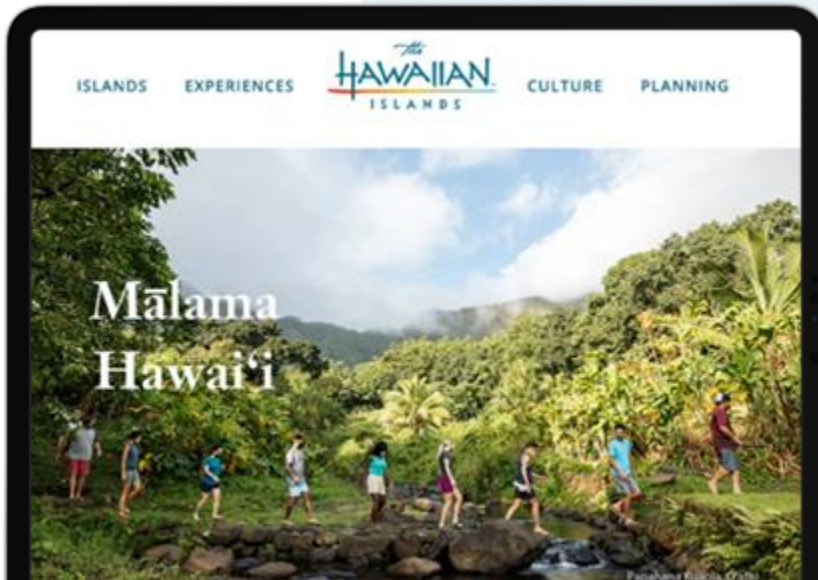 The
HAWAIIAN
ISLANDS
ISLANDS EXPERIENCES CULTURE PLANNING
Mālama
Hawaiʻi